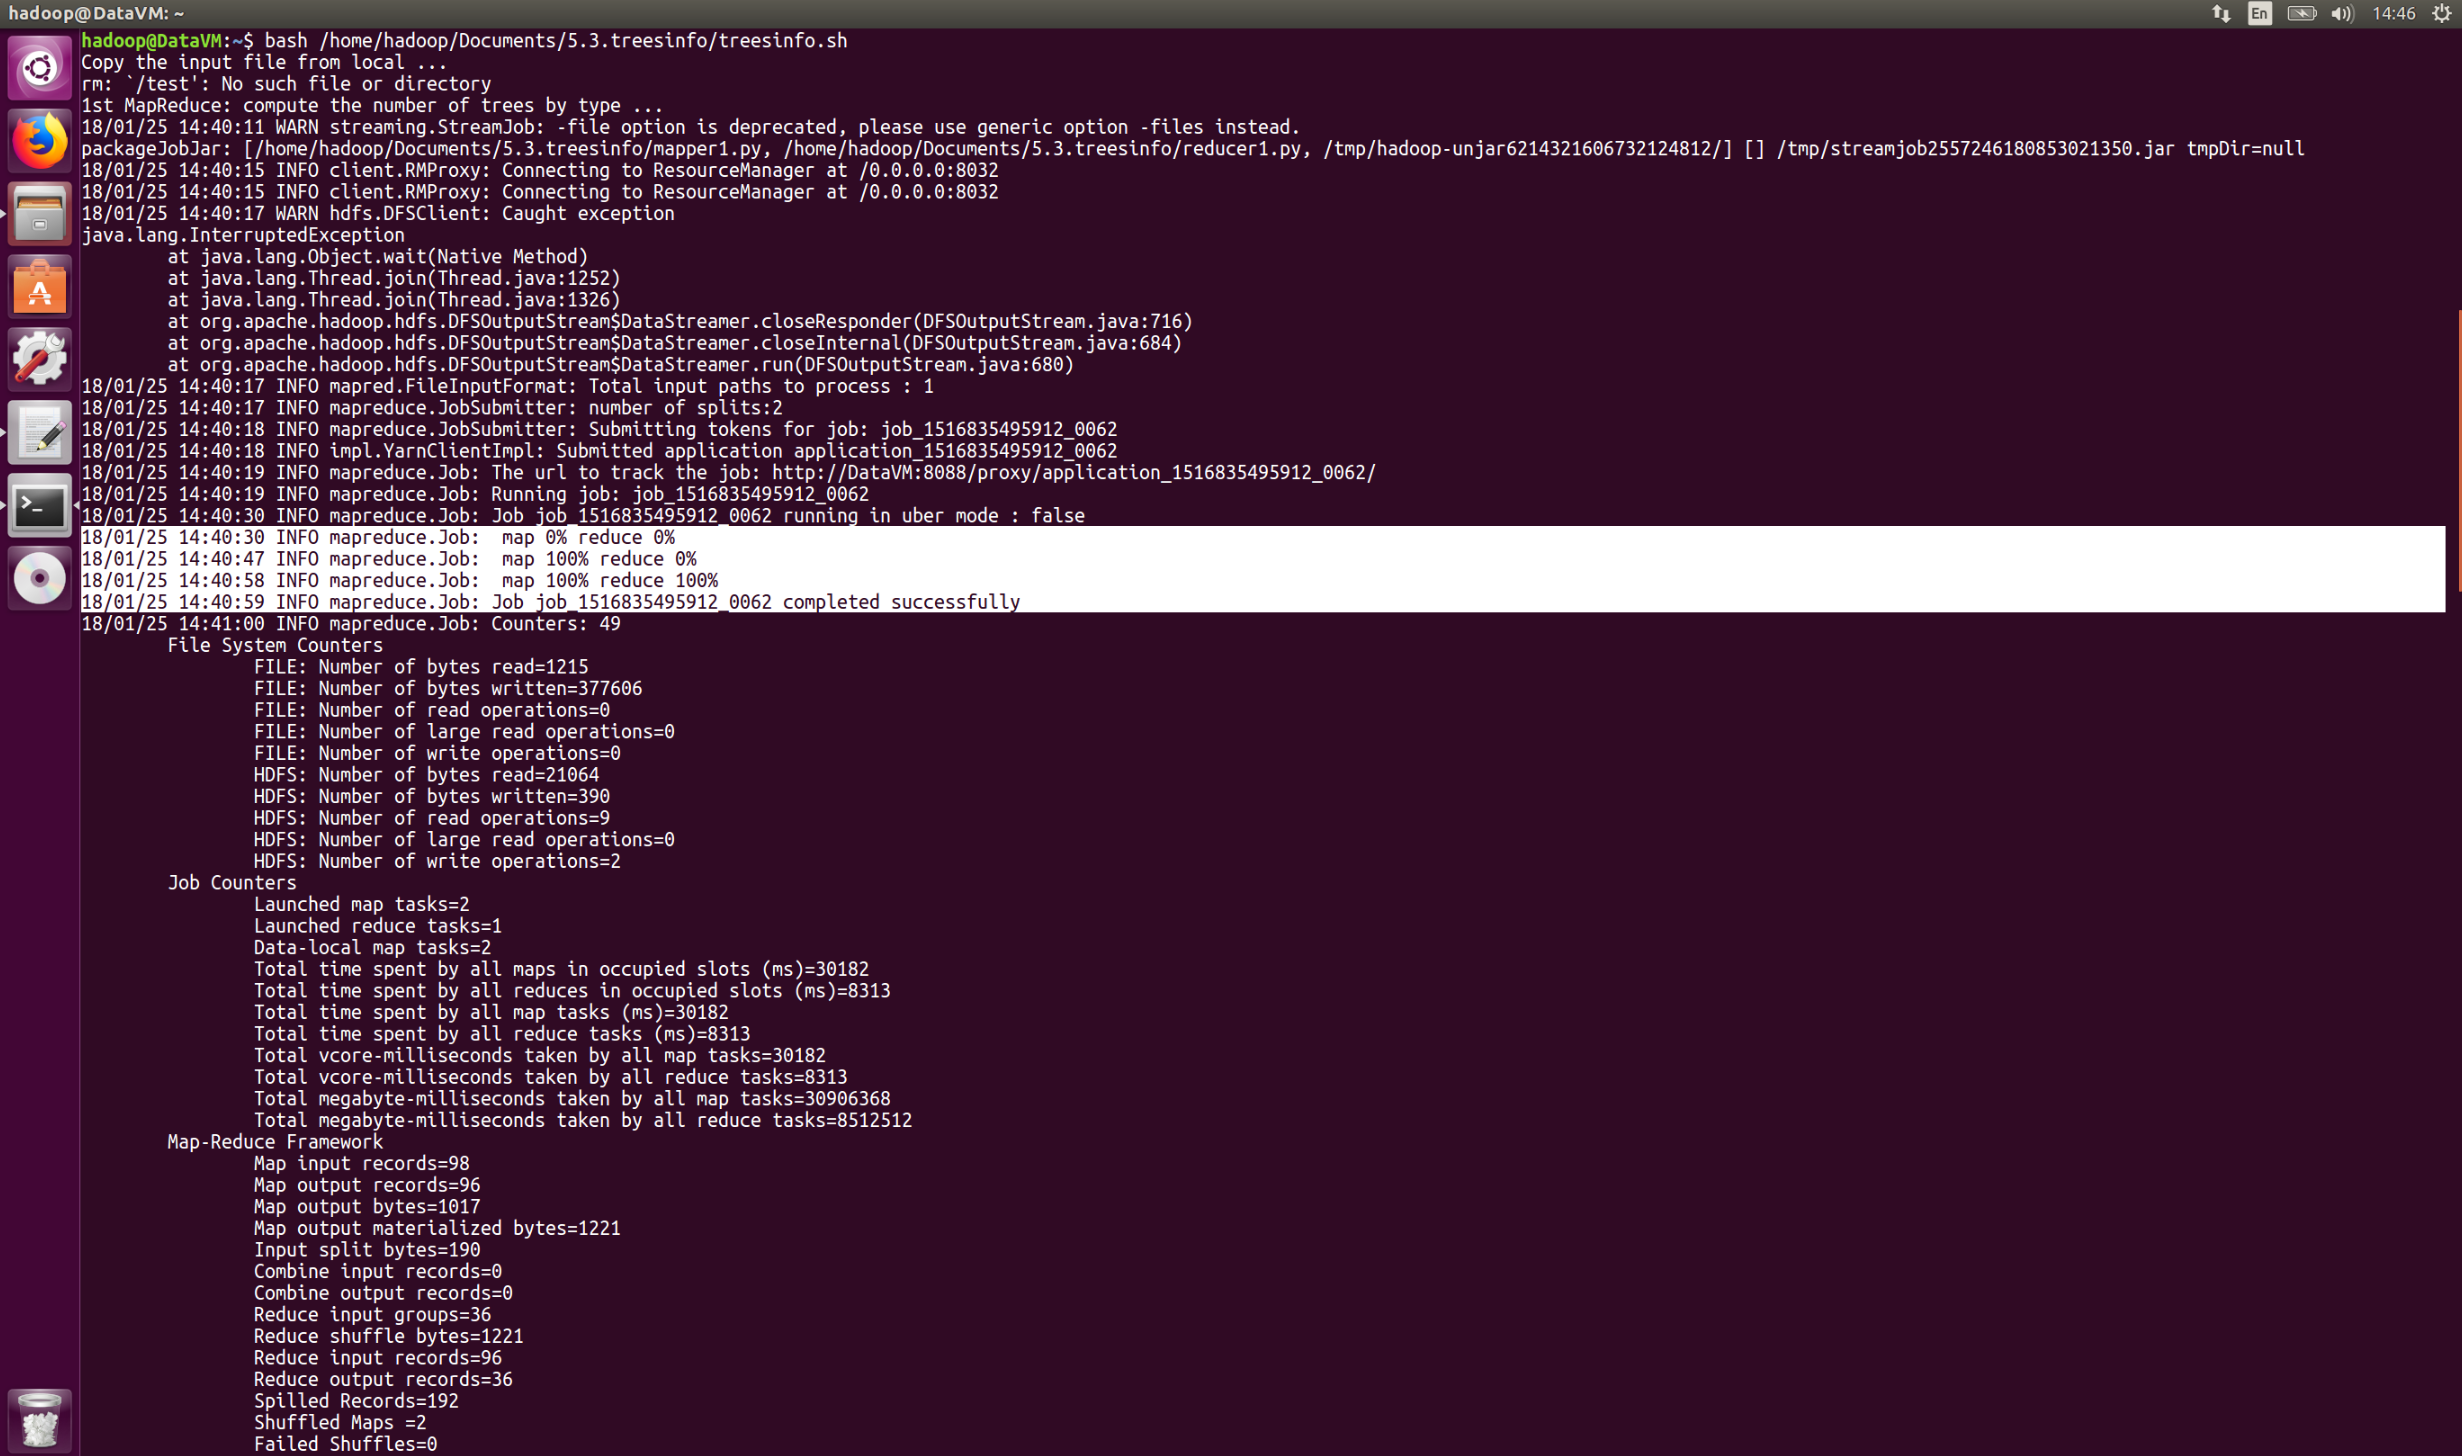 hadoop@DataVM: ~
En
14:46
hadoop@DataVM:~$ bash /home/hadoop/Documents/5.3.treesinfo/treesinfo.sh
Copy the input file from local ...
rm: `/test': No such file or directory
1st MapReduce: compute the number of trees by type ...
18/01/25 14:40:11 WARN streaming.StreamJob: -file option is deprecated, please use generic option -files instead.
packageJobJar: [/home/hadoop/Documents/5.3.treesinfo/mapper1.py, /home/hadoop/Documents/5.3.treesinfo/reducer1.py, /tmp/hadoop-unjar6214321606732124812/] [] /tmp/streamjob2557246180853021350.jar tmpDir=null
18/01/25 14:40:15 INFO client.RMProxy: Connecting to ResourceManager at /0.0.0.0:8032
18/01/25 14:40:15 INFO client.RMProxy: Connecting to ResourceManager at /0.0.0.0:8032
18/01/25 14:40:17 WARN hdfs.DFSClient: Caught exception
java.lang.InterruptedException
at java.lang.Object.wait(Native Method)
at java.lang.Thread.join(Thread.java:1252)
at java.lang.Thread.join(Thread.java:1326)
at org.apache.hadoop.hdfs.DFSOutputStream$DataStreamer.closeResponder(DFSOutputStream.java:716)
at org.apache.hadoop.hdfs.DFSOutputStream$DataStreamer.closeInternal(DFSOutputStream.java:684)
at org.apache.hadoop.hdfs.DFSOutputStream$DataStreamer.run(DFSOutputStream.java:680)
18/01/25 14:40:17 INFO mapred.FileInputFormat: Total input paths to process : 1
18/01/25 14:40:17 INFO mapreduce.JobSubmitter: number of splits:2
18/01/25 14:40:18 INFO mapreduce.JobSubmitter: Submitting tokens for job: job_1516835495912_0062
18/01/25 14:40:18 INFO impl.YarnClientImpl: Submitted application application_1516835495912_0062
18/01/25 14:40:19 INFO mapreduce.Job: The url to track the job: http://DataVM:8088/proxy/application_1516835495912_0062/
18/01/25 14:40:19 INFO mapreduce.Job: Running job: job_1516835495912_0062
18/01/25 14:40:30 INFO mapreduce.Job: Job job_1516835495912_0062 running in uber mode : false
18/01/25 14:40:30 INFO mapreduce.Job:  map 0% reduce 0%
18/01/25 14:40:47 INFO mapreduce.Job:  map 100% reduce 0%
18/01/25 14:40:58 INFO mapreduce.Job:  map 100% reduce 100%
18/01/25 14:40:59 INFO mapreduce.Job: Job job_1516835495912_0062 completed successfully
18/01/25 14:41:00 INFO mapreduce.Job: Counters: 49
File System Counters
FILE: Number of bytes read=1215
FILE: Number of bytes written=377606
FILE: Number of read operations=0
FILE: Number of large read operations=0
FILE: Number of write operations=0
HDFS: Number of bytes read=21064
HDFS: Number of bytes written=390
HDFS: Number of read operations=9
HDFS: Number of large read operations=0
HDFS: Number of write operations=2
Job Counters
Launched map tasks=2
Launched reduce tasks=1
Data-local map tasks=2
Total time spent by all maps in occupied slots (ms)=30182
Total time spent by all reduces in occupied slots (ms)=8313
Total time spent by all map tasks (ms)=30182
Total time spent by all reduce tasks (ms)=8313
Total vcore-milliseconds taken by all map tasks=30182
Total vcore-milliseconds taken by all reduce tasks=8313
Total megabyte-milliseconds taken by all map tasks=30906368
Total megabyte-milliseconds taken by all reduce tasks=8512512
Map-Reduce Framework
Map input records=98
Map output records=96
Map output bytes=1017
Map output materialized bytes=1221
Input split bytes=190
Combine input records=0
Combine output records=0
Reduce input groups=36
Reduce shuffle bytes=1221
Reduce input records=96
Reduce output records=36
Spilled Records=192
Shuffled Maps =2
Failed Shuffles=0